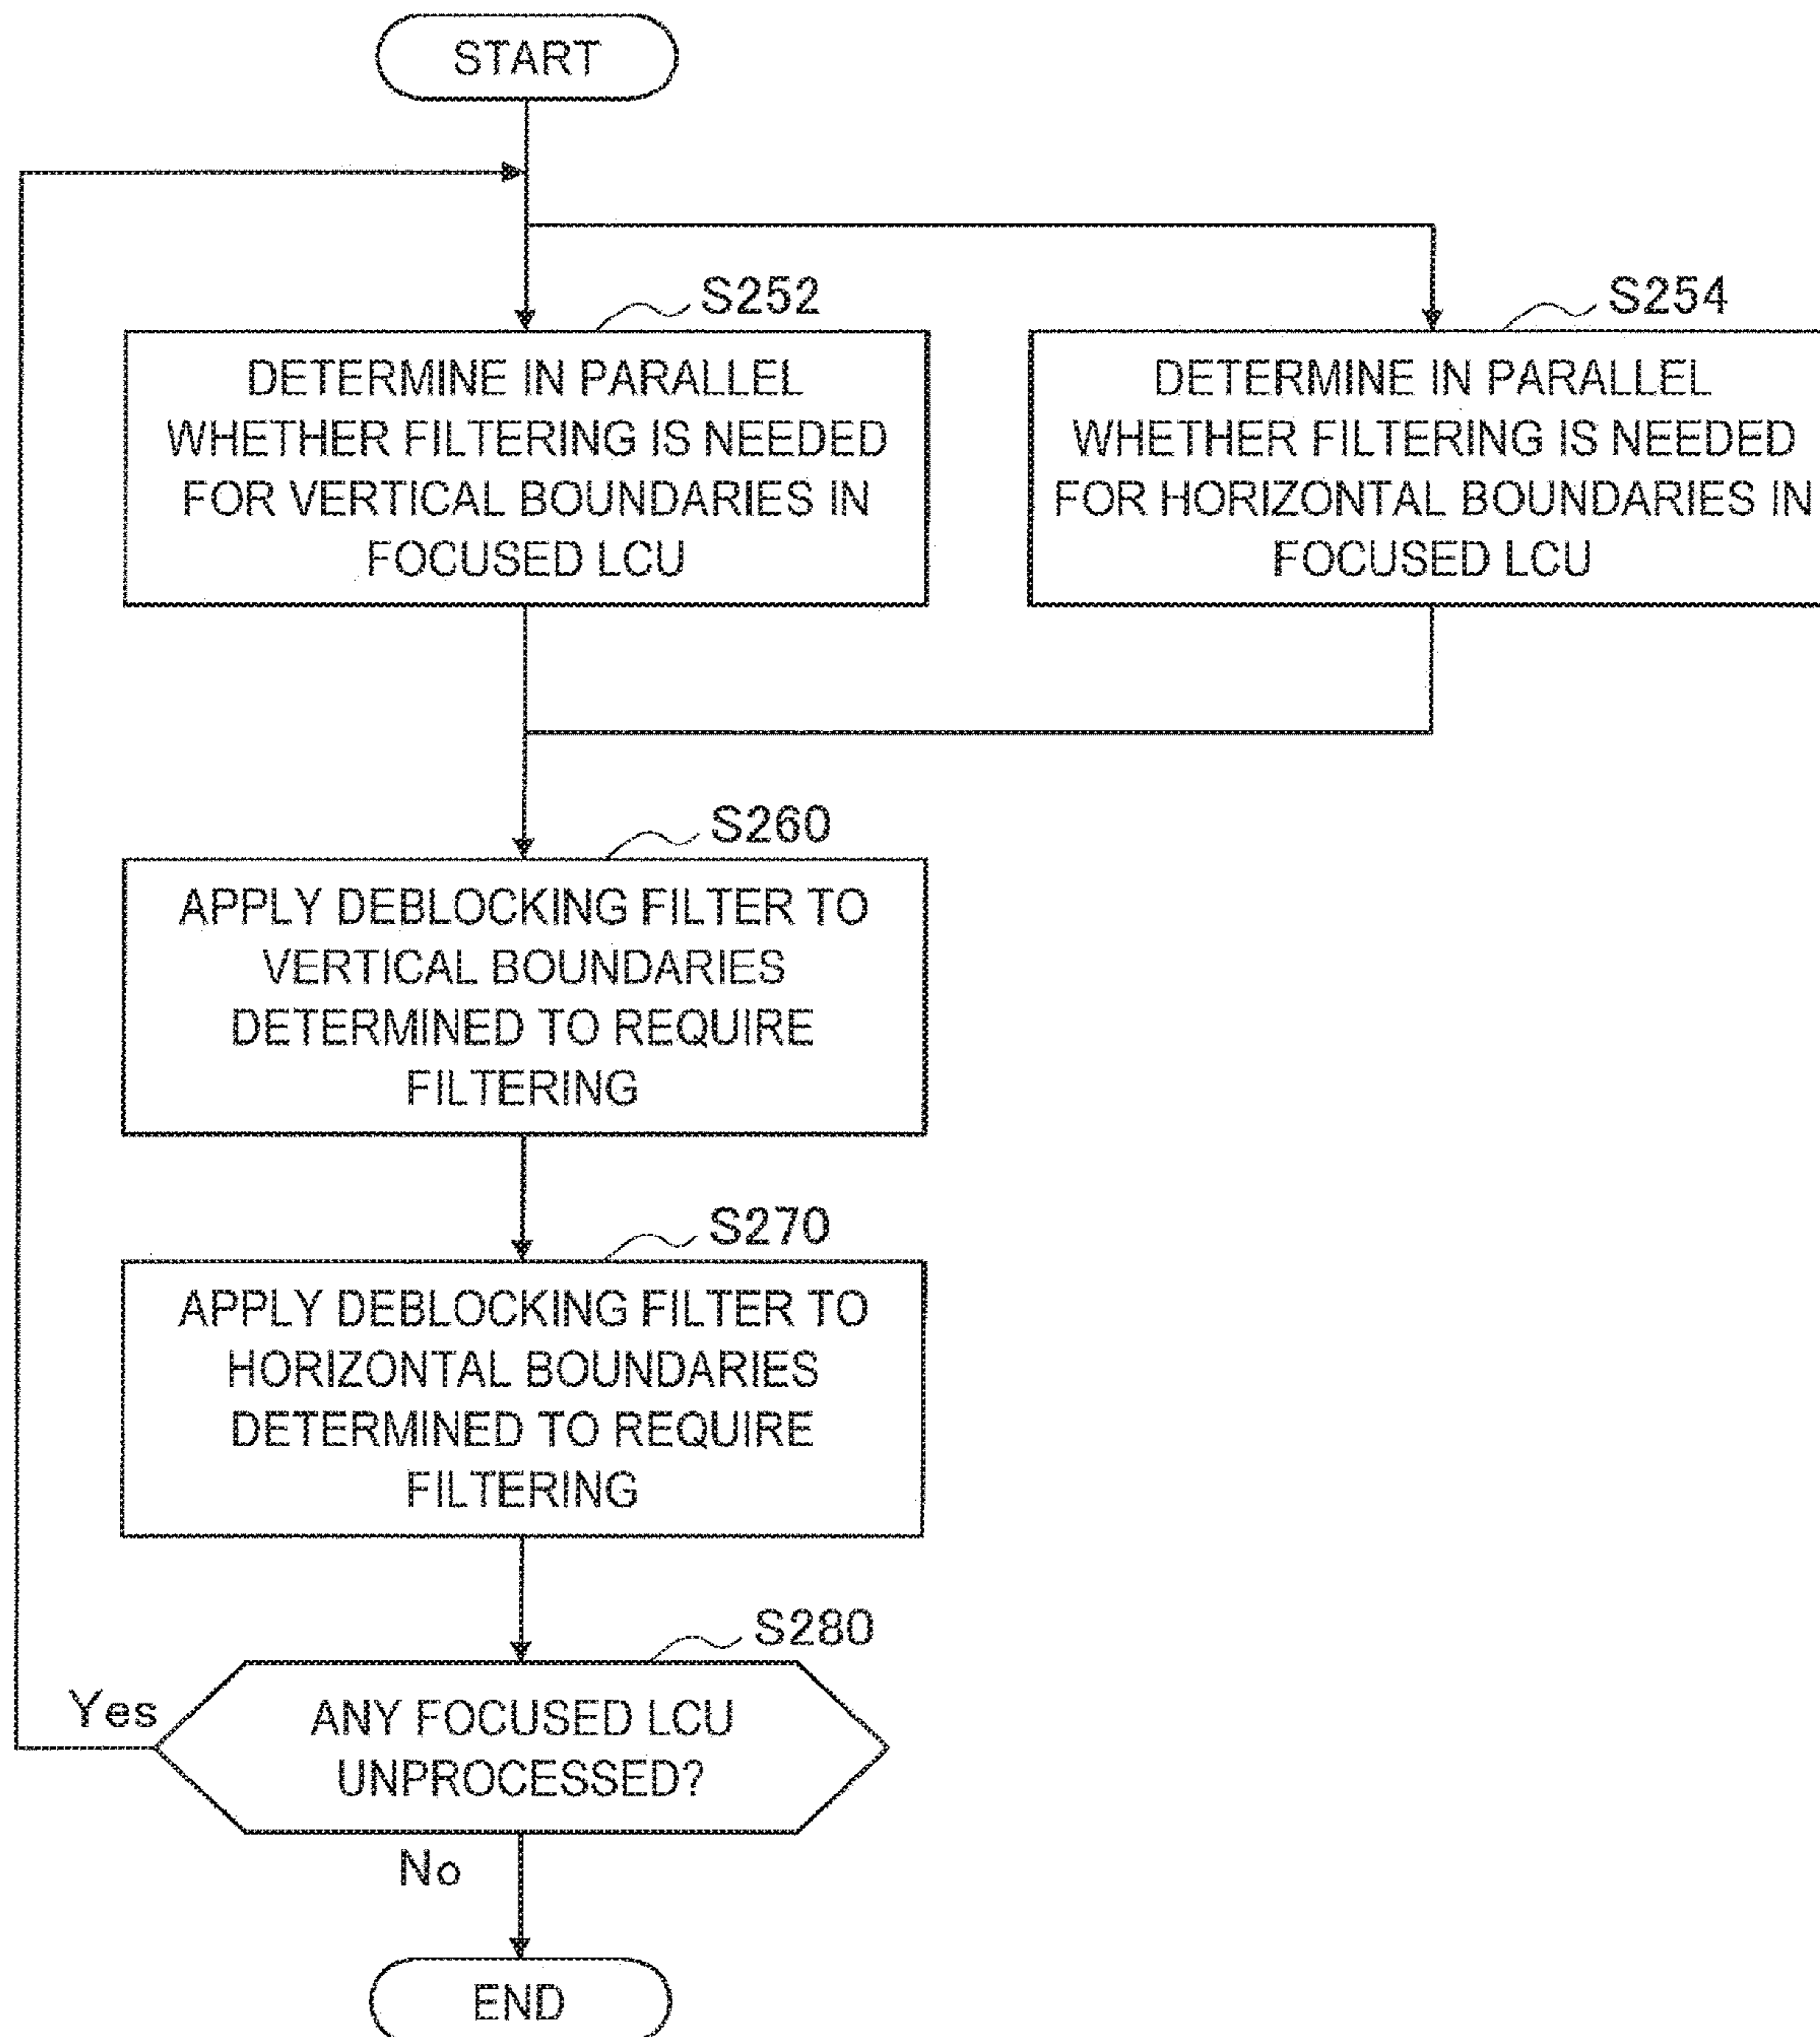 START
S252
DETERMINE IN PARALLEL
WHETHER FILTERING IS NEEDED
FOR VERTICAL BOUNDARIES IN
FOCUSED LCU
S254
DETERMINE IN PARALLEL
WHETHER FILTERING IS NEEDED
FOR HORIZONTAL BOUNDARIES IN
FOCUSED LCU
S260
APPLY DEBLOCKING FILTER TO
VERTICAL BOUNDARIES
DETERMINED TO REQUIRE
FILTERING
S270
APPLY DEBLOCKING FILTER TO
HORIZONTAL BOUNDARIES
DETERMINED TO REQUIRE
FILTERING
S280
Yes
ANY FOCUSED LCU
UNPROCESSED?
No
END